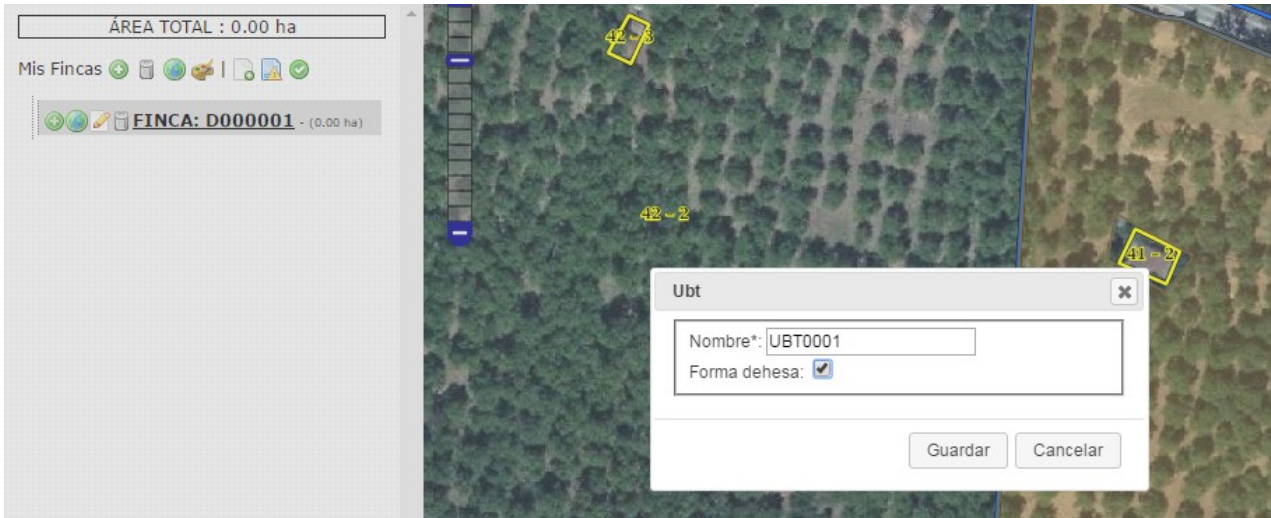 ÁREA TOTAL : 0.00 ha
Mis Fincas
FINCA: D000001 - (0.00 ha)
42 - 3
42 - 2
41 - 2
Ubt
Nombre*: UBT0001
Forma dehesa:
Guardar Cancelar